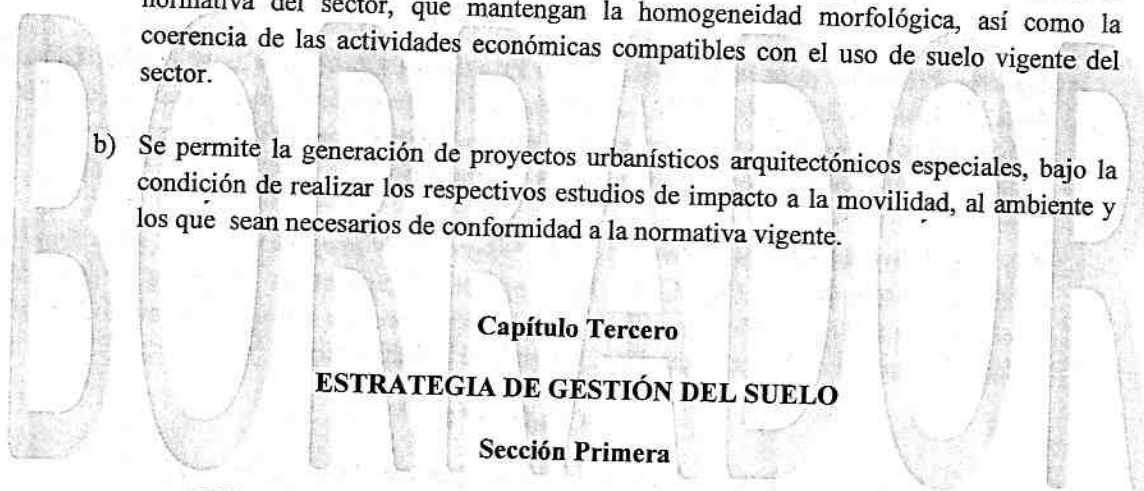 normativa del sector, que mantengan la homogeneidad morfológica, así como la
coerencia de las actividades económicas compatibles con el uso de suelo vigente del
sector.
b) Se permite la generación de proyectos urbanísticos arquitectónicos especiales, bajo la
condición de realizar los respectivos estudios de impacto a la movilidad, al ambiente y
los que sean necesarios de conformidad a la normativa vigente.
Capítulo Tercero
ESTRATEGIA DE GESTIÓN DEL SUELO
Sección Primera
BORRADOR